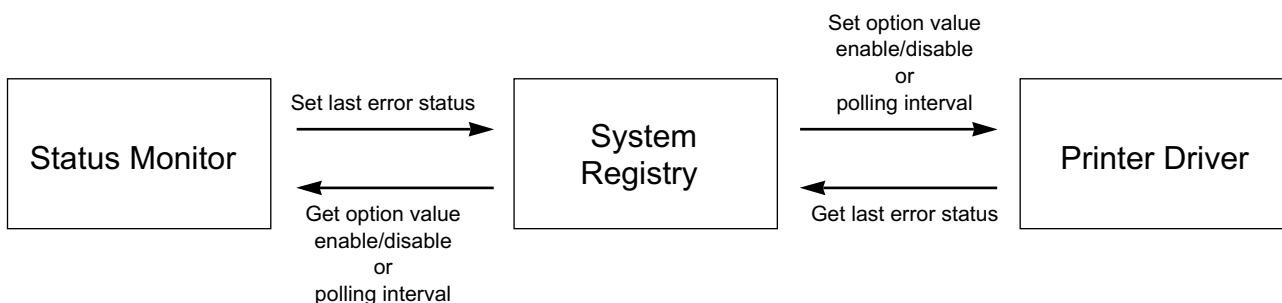 Set option value
enable/disable
or
polling interval
Status Monitor
Set last error status
Get option value
enable/disable
or
polling interval
System
Registry
Get last error status
Printer Driver